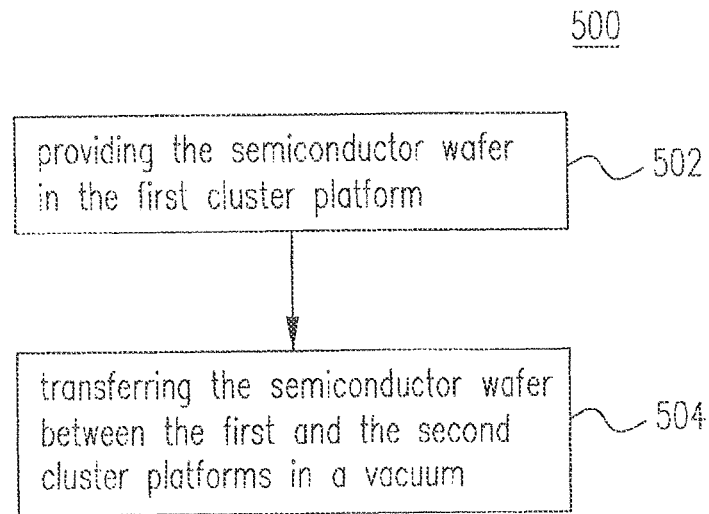 500
providing the semiconductor wafer
in the first cluster platform
502
transferring the semiconductor wafer
between the first and the second
cluster platforms in a vacuum
504